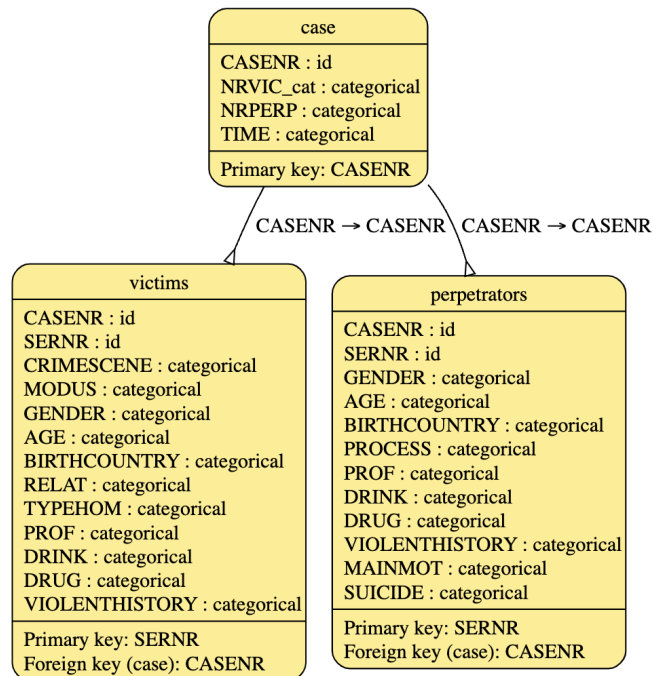 case
CASENR : id
NRVIC_cat : categorical
NRPERP : categorical
TIME : categorical
Primary key: CASENR
CASENR → CASENR
CASENR → CASENR
victims
CASENR : id
SERNR : id
CRIMESCENE : categorical
MODUS : categorical
GENDER : categorical
AGE : categorical
BIRTHCOUNTRY : categorical
RELAT : categorical
TYPEHOM : categorical
PROF : categorical
DRINK : categorical
DRUG : categorical
VIOLENTHISTORY : categorical
Primary key: SERNR
Foreign key (case): CASENR
perpetrators
CASENR : id
SERNR : id
GENDER : categorical
AGE : categorical
BIRTHCOUNTRY : categorical
PROCESS : categorical
PROF : categorical
DRINK : categorical
DRUG : categorical
VIOLENTHISTORY : categorical
MAINMOT : categorical
SUICIDE : categorical
Primary key: SERNR
Foreign key (case): CASENR